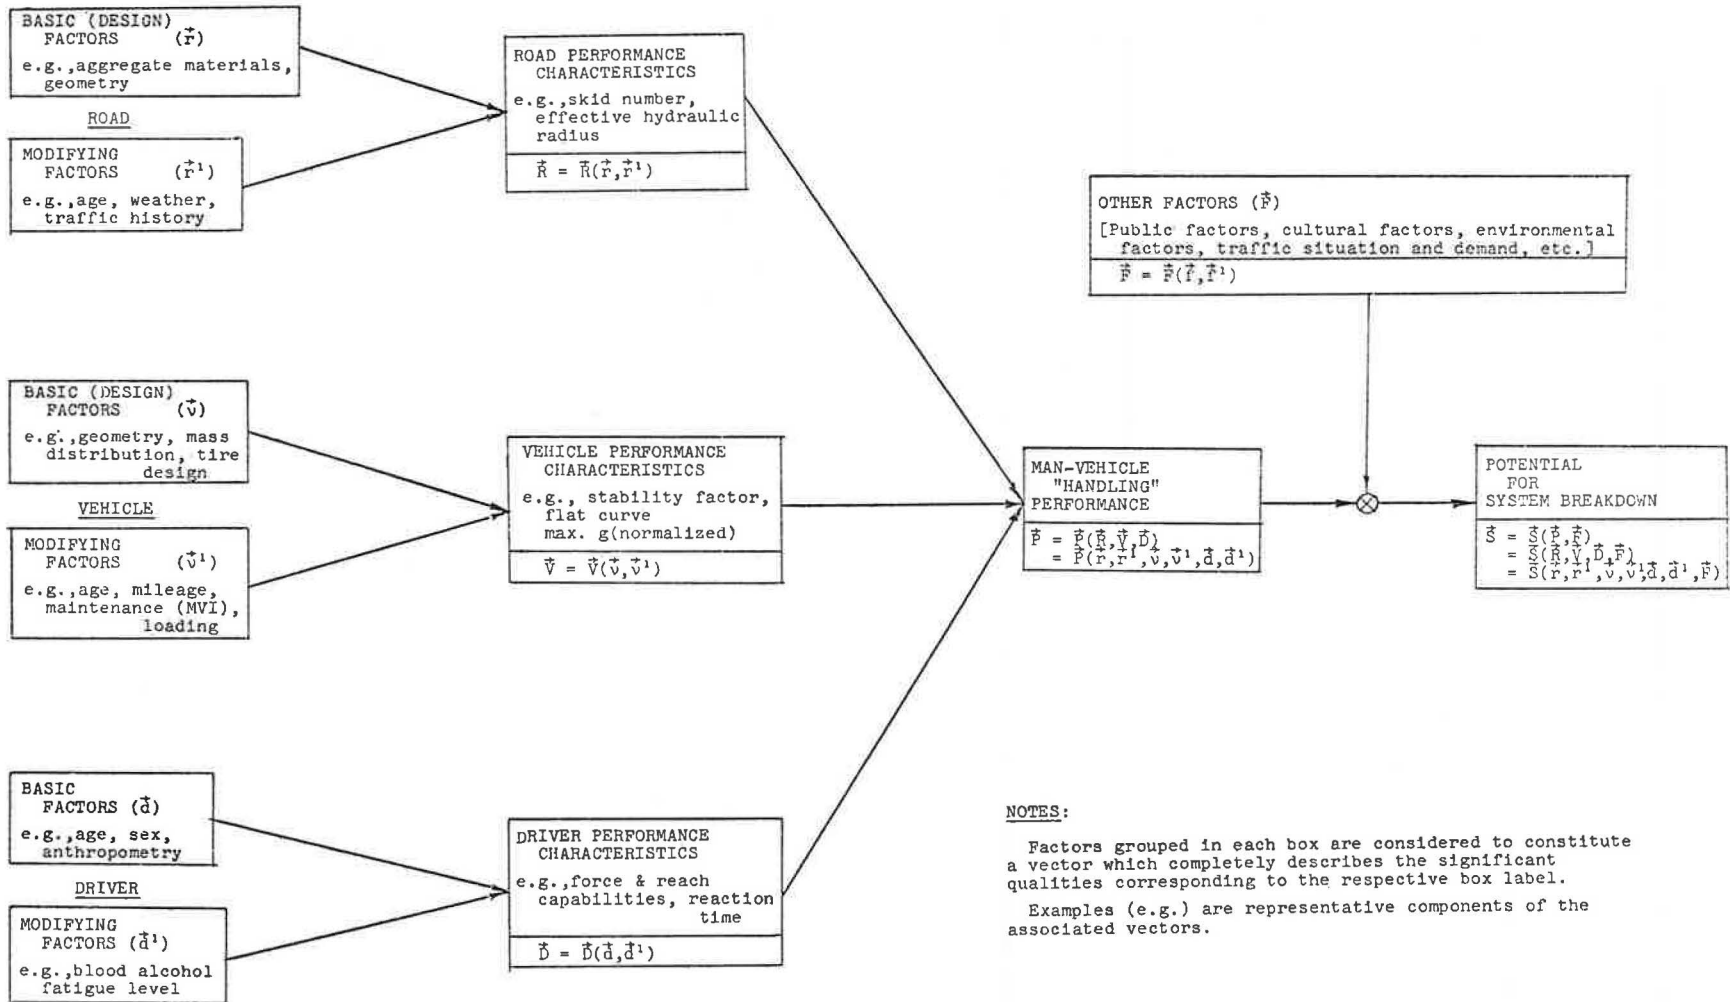 BASIC (DESIGN)
FACTORS (r⃗)
e.g.,aggregate materials,
geometry
ROAD
MODIFYING
FACTORS (r⃗¹)
e.g.,age, weather,
traffic history
ROAD PERFORMANCE
CHARACTERISTICS
e.g.,skid number,
effective hydraulic
radius
R⃗ = R⃗(r⃗,r⃗¹)
OTHER FACTORS (F⃗)
[Public factors, cultural factors, environmental
factors, traffic situation and demand, etc.]
F⃗ = F⃗(f⃗,f⃗¹)
BASIC (DESIGN)
FACTORS (v⃗)
e.g.,geometry, mass
distribution, tire
design
VEHICLE
MODIFYING
FACTORS (v⃗¹)
e.g.,age, mileage,
maintenance (MVI),
loading
VEHICLE PERFORMANCE
CHARACTERISTICS
e.g., stability factor,
flat curve
max. g(normalized)
V⃗ = V⃗(v⃗,v⃗¹)
MAN-VEHICLE
"HANDLING"
PERFORMANCE
P⃗ = P⃗(R⃗,V⃗,D⃗)
= P⃗(r⃗,r⃗¹,v⃗,v⃗¹,d⃗,d⃗¹)
POTENTIAL
FOR
SYSTEM BREAKDOWN
S⃗ = S⃗(P⃗,F⃗)
= S⃗(R⃗,V⃗,D⃗,F⃗)
= S⃗(r⃗,r⃗¹,v⃗,v⃗¹d⃗,d⃗¹,F⃗)
BASIC
FACTORS (d⃗)
e.g.,age, sex,
anthropometry
DRIVER
MODIFYING
FACTORS (d⃗¹)
e.g.,blood alcohol
fatigue level
DRIVER PERFORMANCE
CHARACTERISTICS
e.g.,force & reach
capabilities, reaction
time
D⃗ = D⃗(d⃗,d⃗¹)
NOTES:
Factors grouped in each box are considered to constitute
a vector which completely describes the significant
qualities corresponding to the respective box label.
Examples (e.g.) are representative components of the
associated vectors.